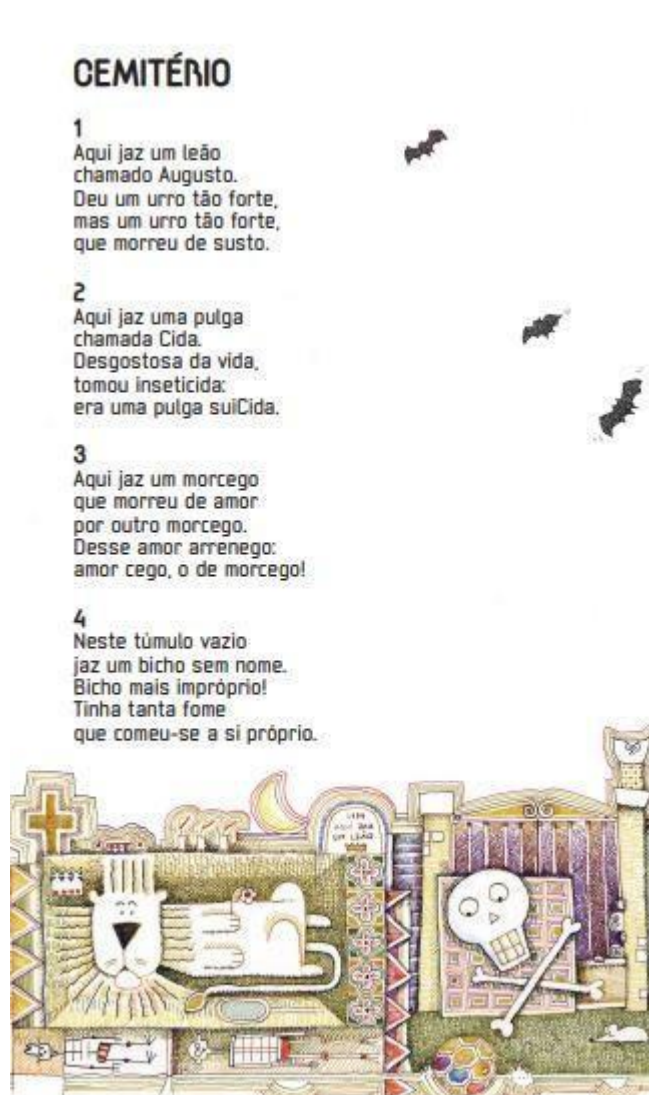 CEMITÉRIO
1
Aqui jaz um leão
chamado Augusto.
Deu um urro tão forte,
mas um urro tão forte,
que morreu de susto.
2
Aqui jaz uma pulga
chamada Cida.
Desgostosa da vida,
tomou inseticida:
era uma pulga suiCida.
3
Aqui jaz um morcego
que morreu de amor
por outro morcego.
Desse amor arrenego:
amor cego, o de morcego!
4
Neste túmulo vazio
jaz um bicho sem nome.
Bicho mais impróprio!
Tinha tanta fome
que comeu-se a si próprio.
AQUI JAZ
UM LEÃO